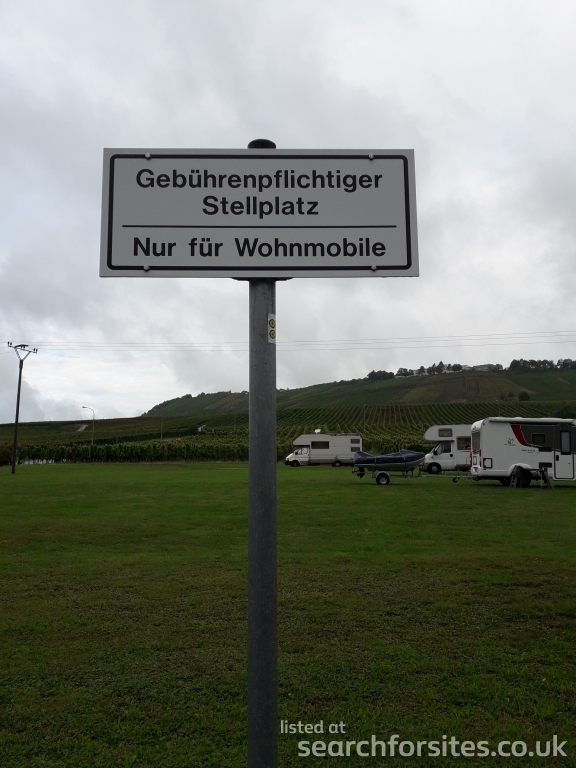 Gebührenpflichtiger
Stellplatz
Nur für Wohnmobile
listed at
searchforsites.co.uk